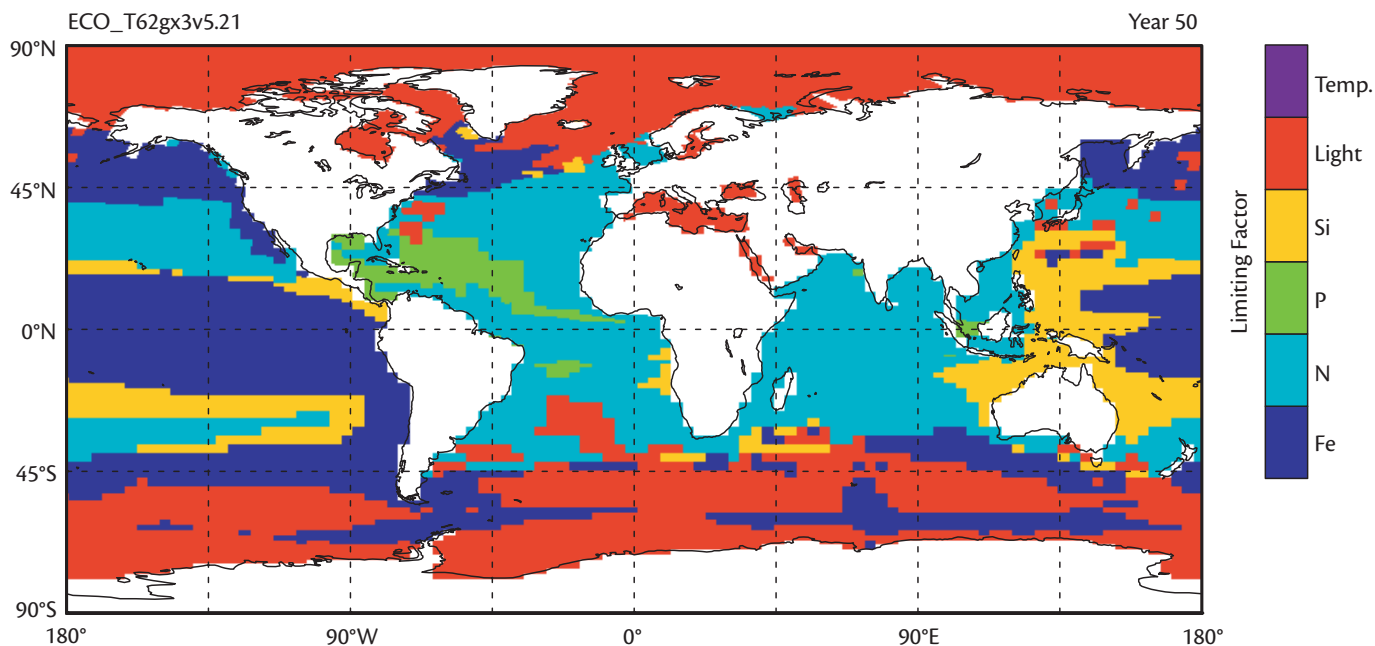 ECO_T62gx3v5.21
Year 50
90°N
45°N
0°N
45°S
90°S
180°
90°W
0°
90°E
180°
Limiting Factor
Temp.
Light
Si
P
N
Fe